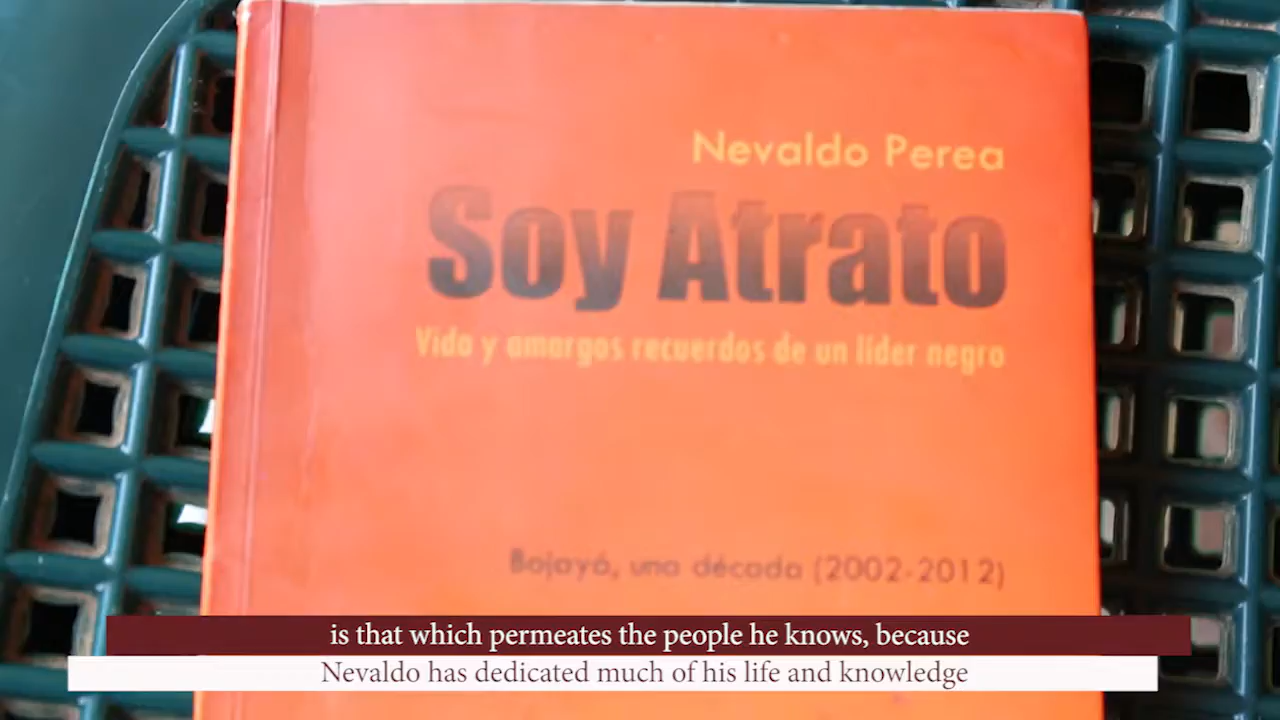 Nevaldo Perea
Soy Atrato
Vida y amargos recuerdos de un líder negro
Bojayá, una década (2002-2012)
is that which permeates the people he knows, because
Nevaldo has dedicated much of his life and knowledge